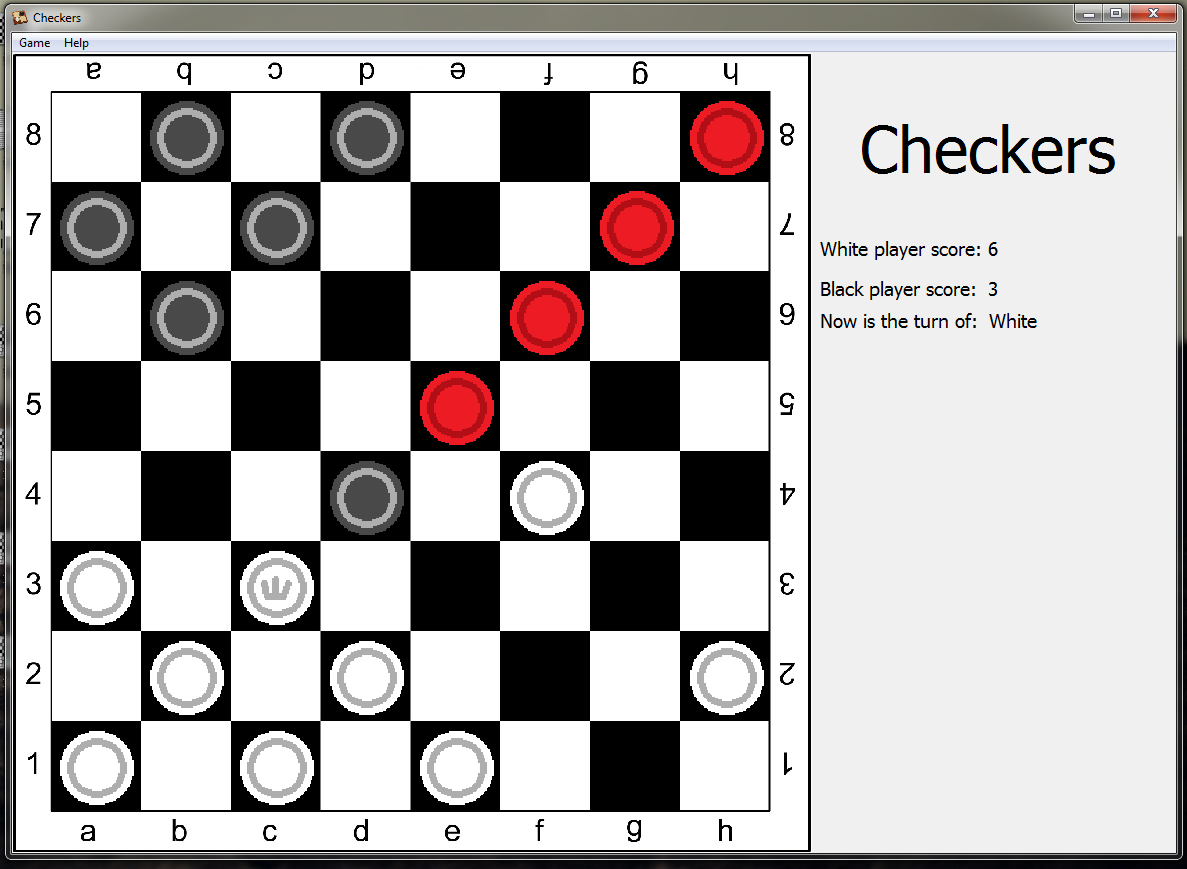 Checkers
Game Help
a b c d e f g h
8 8
7 7
6 6
5 5
4 4
3 3
2 2
1 1
a b c d e f g h
Checkers
White player score: 6
Black player score: 3
Now is the turn of: White